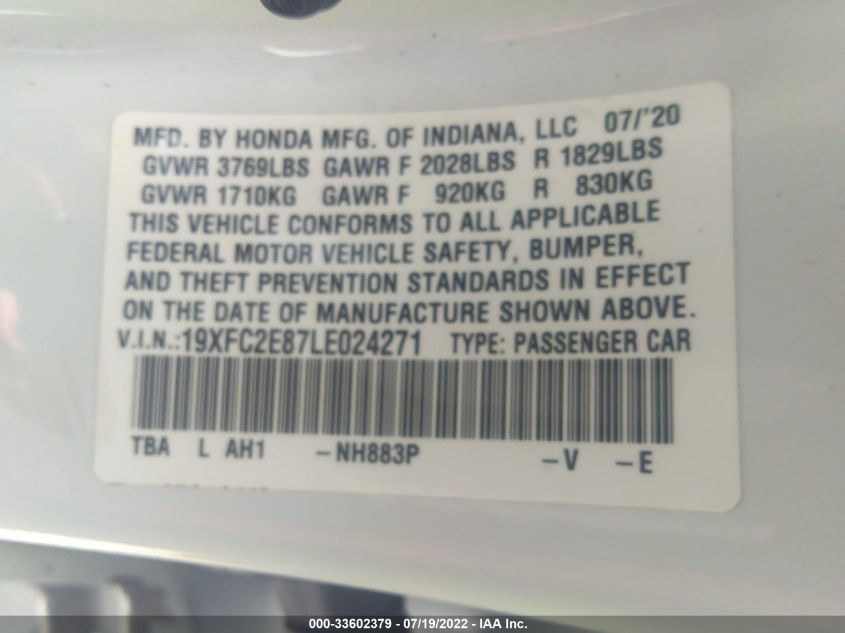 MFD. BY HONDA MFG. OF INDIANA, LLC 07/'20
GVWR 3769LBS GAWR F 2028LBS R 1829LBS
GVWR 1710KG GAWR F 920KG R 830KG
THIS VEHICLE CONFORMS TO ALL APPLICABLE
FEDERAL MOTOR VEHICLE SAFETY, BUMPER,
AND THEFT PREVENTION STANDARDS IN EFFECT
ON THE DATE OF MANUFACTURE SHOWN ABOVE.
V.I.N.:19XFC2E87LE024271 TYPE: PASSENGER CAR
TBA L AH1 -NH883P -V -E
000-33602379 - 07/19/2022 - IAA Inc.